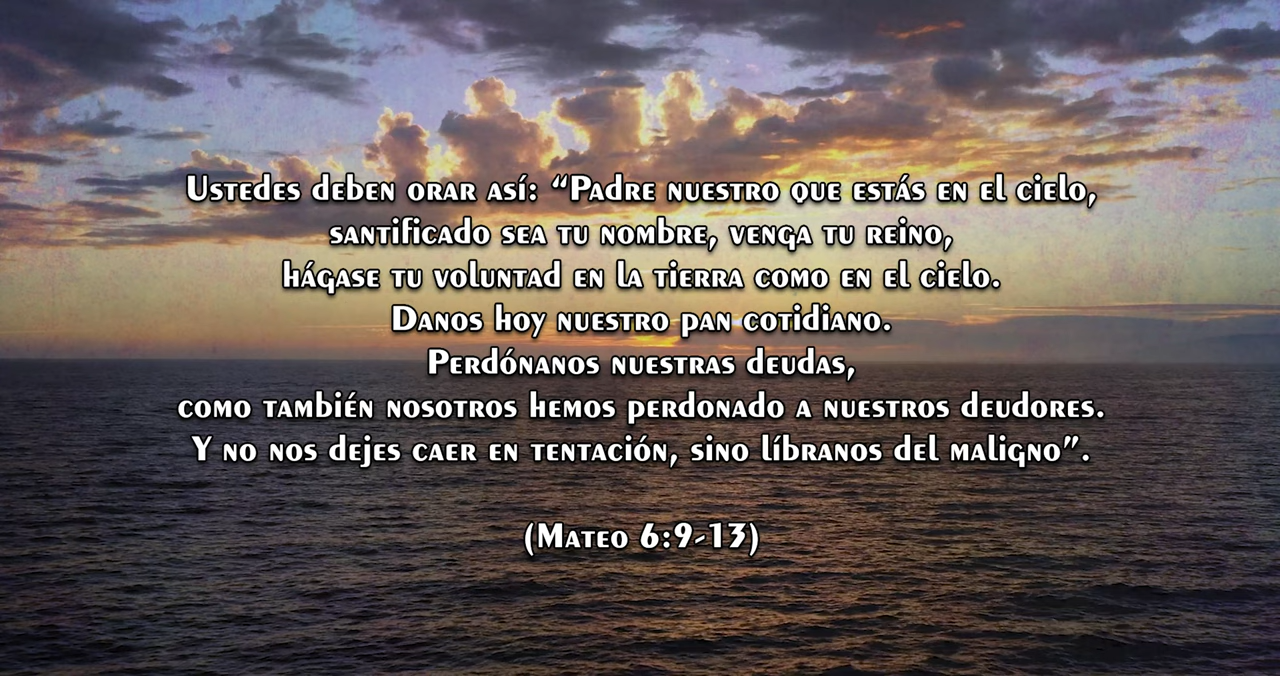 Ustedes deben orar así: “Padre nuestro que estás en el cielo,
santificado sea tu nombre, venga tu reino,
hágase tu voluntad en la tierra como en el cielo.
Danos hoy nuestro pan cotidiano.
Perdónanos nuestras deudas,
como también nosotros hemos perdonado a nuestros deudores.
Y no nos dejes caer en tentación, sino líbranos del maligno”.
(Mateo 6:9-13)